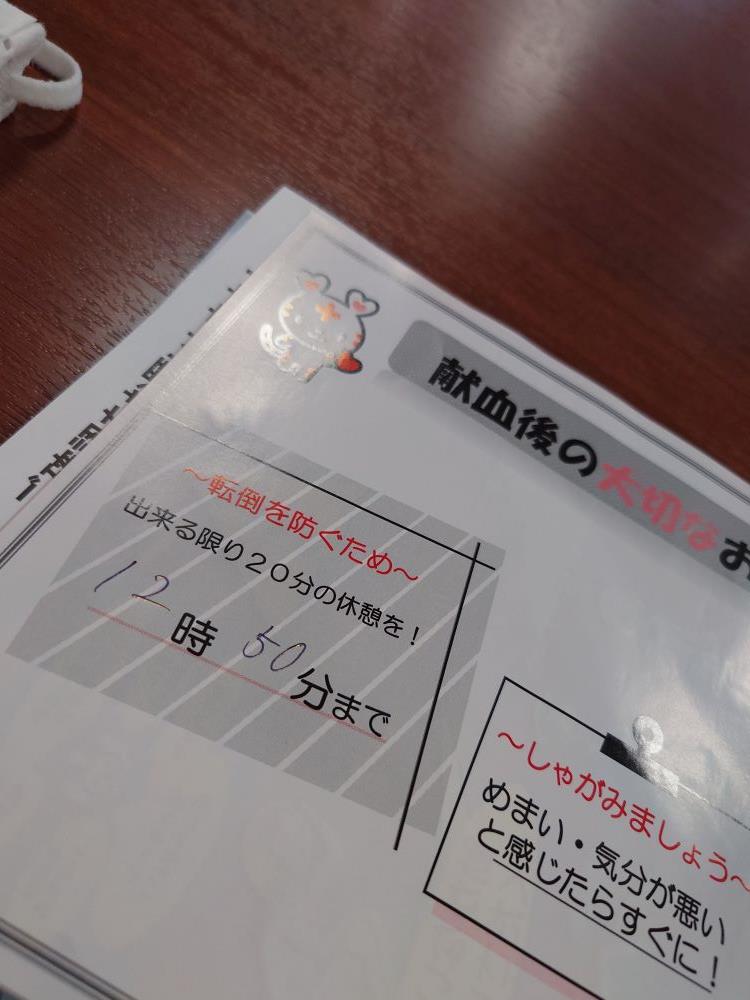 献血後の大切なお
～転倒を防ぐため～
出来る限り２０分の休憩を！
12時50分まで
～しゃがみましょう～
めまい・気分が悪い
と感じたらすぐに！